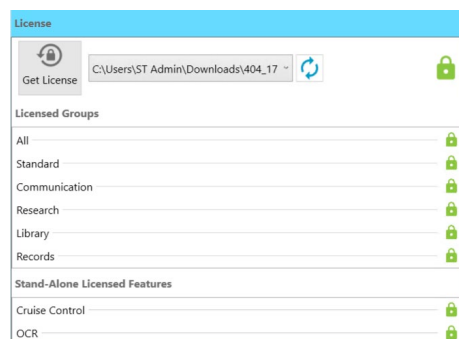 License
Get License
C:\Users\ST Admin\Downloads\404_17
Licensed Groups
All
Standard
Communication
Research
Library
Records
Stand-Alone Licensed Features
Cruise Control
OCR